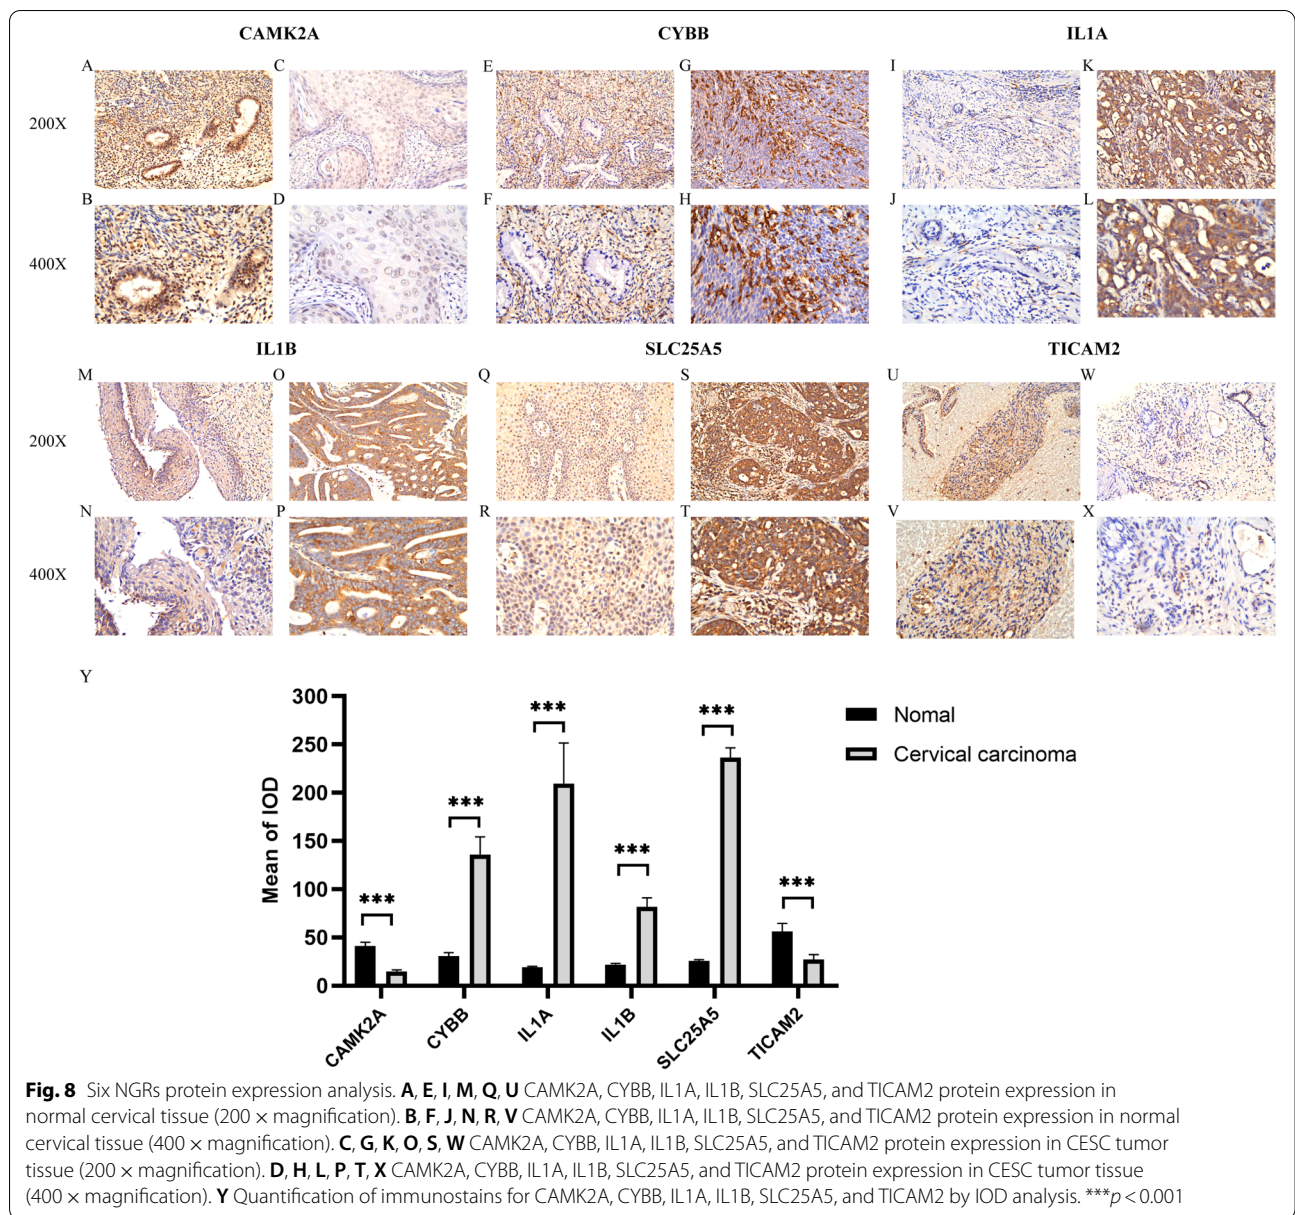 CAMK2A CYBB IL1A
A C E G I K
200X
B D F H J L
400X
IL1B SLC25A5 TICAM2
M O Q S U W
200X
N P R T V X
400X
Y
300
250
200
150
100
50
0
Mean of IOD
*** *** *** *** *** ***
Nomal
Cervical carcinoma
CAMK2A CYBB IL1A IL1B SLC25A5 TICAM2
Fig. 8 Six NGRs protein expression analysis. A, E, I, M, Q, U CAMK2A, CYBB, IL1A, IL1B, SLC25A5, and TICAM2 protein expression in
normal cervical tissue (200 × magnification). B, F, J, N, R, V CAMK2A, CYBB, IL1A, IL1B, SLC25A5, and TICAM2 protein expression in normal
cervical tissue (400 × magnification). C, G, K, O, S, W CAMK2A, CYBB, IL1A, IL1B, SLC25A5, and TICAM2 protein expression in CESC tumor
tissue (200 × magnification). D, H, L, P, T, X CAMK2A, CYBB, IL1A, IL1B, SLC25A5, and TICAM2 protein expression in CESC tumor tissue
(400 × magnification). Y Quantification of immunostains for CAMK2A, CYBB, IL1A, IL1B, SLC25A5, and TICAM2 by IOD analysis. ***p < 0.001